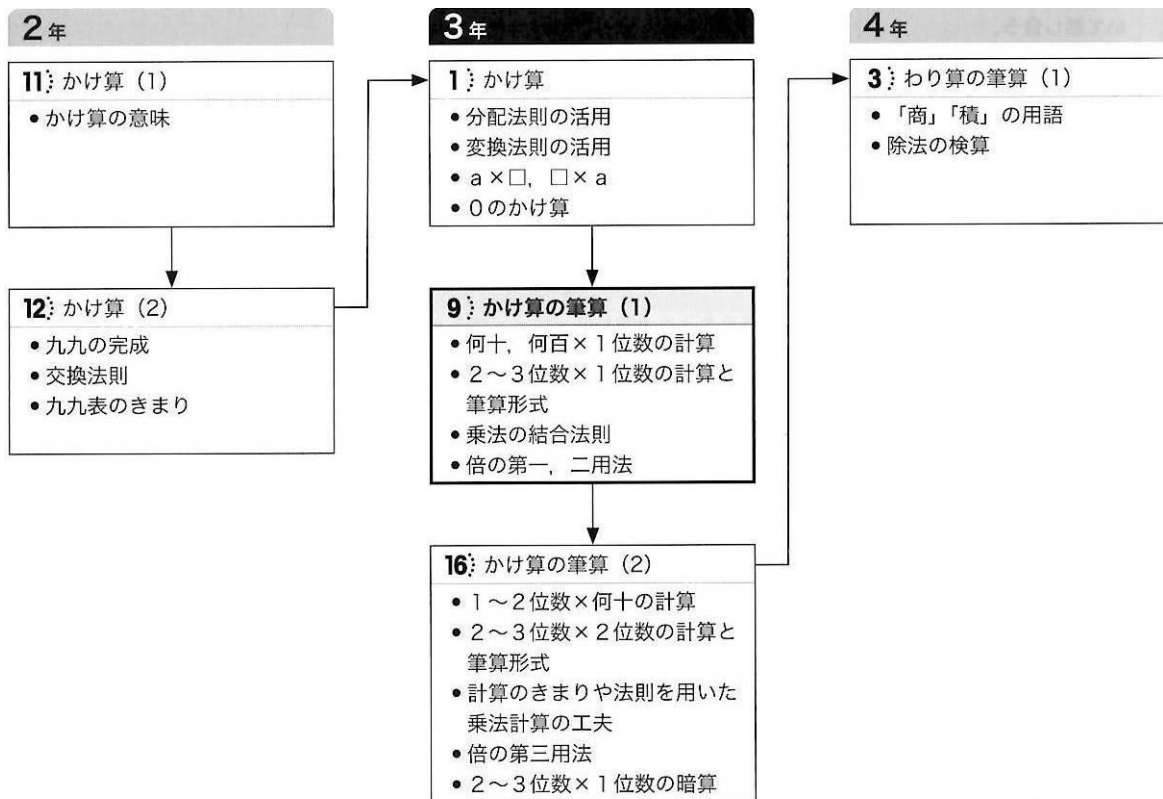 2年
11 かけ算（1）
• かけ算の意味
12 かけ算（2）
• 九九の完成
• 交換法則
• 九九表のきまり
3年
1 かけ算
• 分配法則の活用
• 変換法則の活用
• a×□，□×a
• 0のかけ算
9 かけ算の筆算（1）
• 何十，何百×1位数の計算
• 2〜3位数×1位数の計算と
筆算形式
• 乗法の結合法則
• 倍の第一，二用法
16 かけ算の筆算（2）
• 1〜2位数×何十の計算
• 2〜3位数×2位数の計算と
筆算形式
• 計算のきまりや法則を用いた
乗法計算の工夫
• 倍の第三用法
• 2〜3位数×1位数の暗算
4年
3 わり算の筆算（1）
• 「商」「積」の用語
• 除法の検算